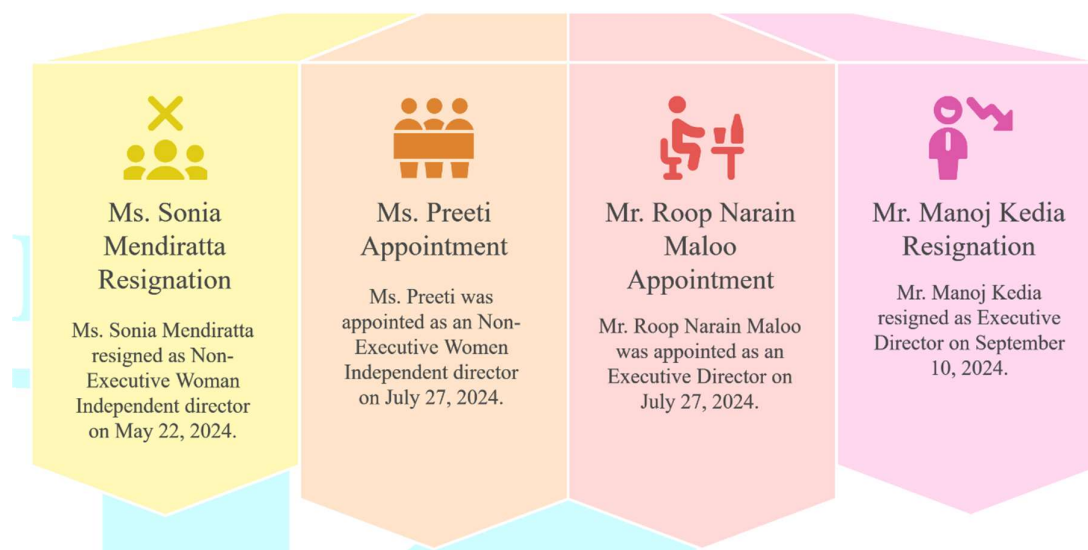 Ms. Sonia
Mendiratta
Resignation
Ms. Sonia Mendiratta
resigned as Non-
Executive Woman
Independent director
on May 22, 2024.
Ms. Preeti
Appointment
Ms. Preeti was
appointed as an Non-
Executive Women
Independent director
on July 27, 2024.
Mr. Roop Narain
Maloo
Appointment
Mr. Roop Narain Maloo
was appointed as an
Executive Director on
July 27, 2024.
Mr. Manoj Kedia
Resignation
Mr. Manoj Kedia
resigned as Executive
Director on September
10, 2024.